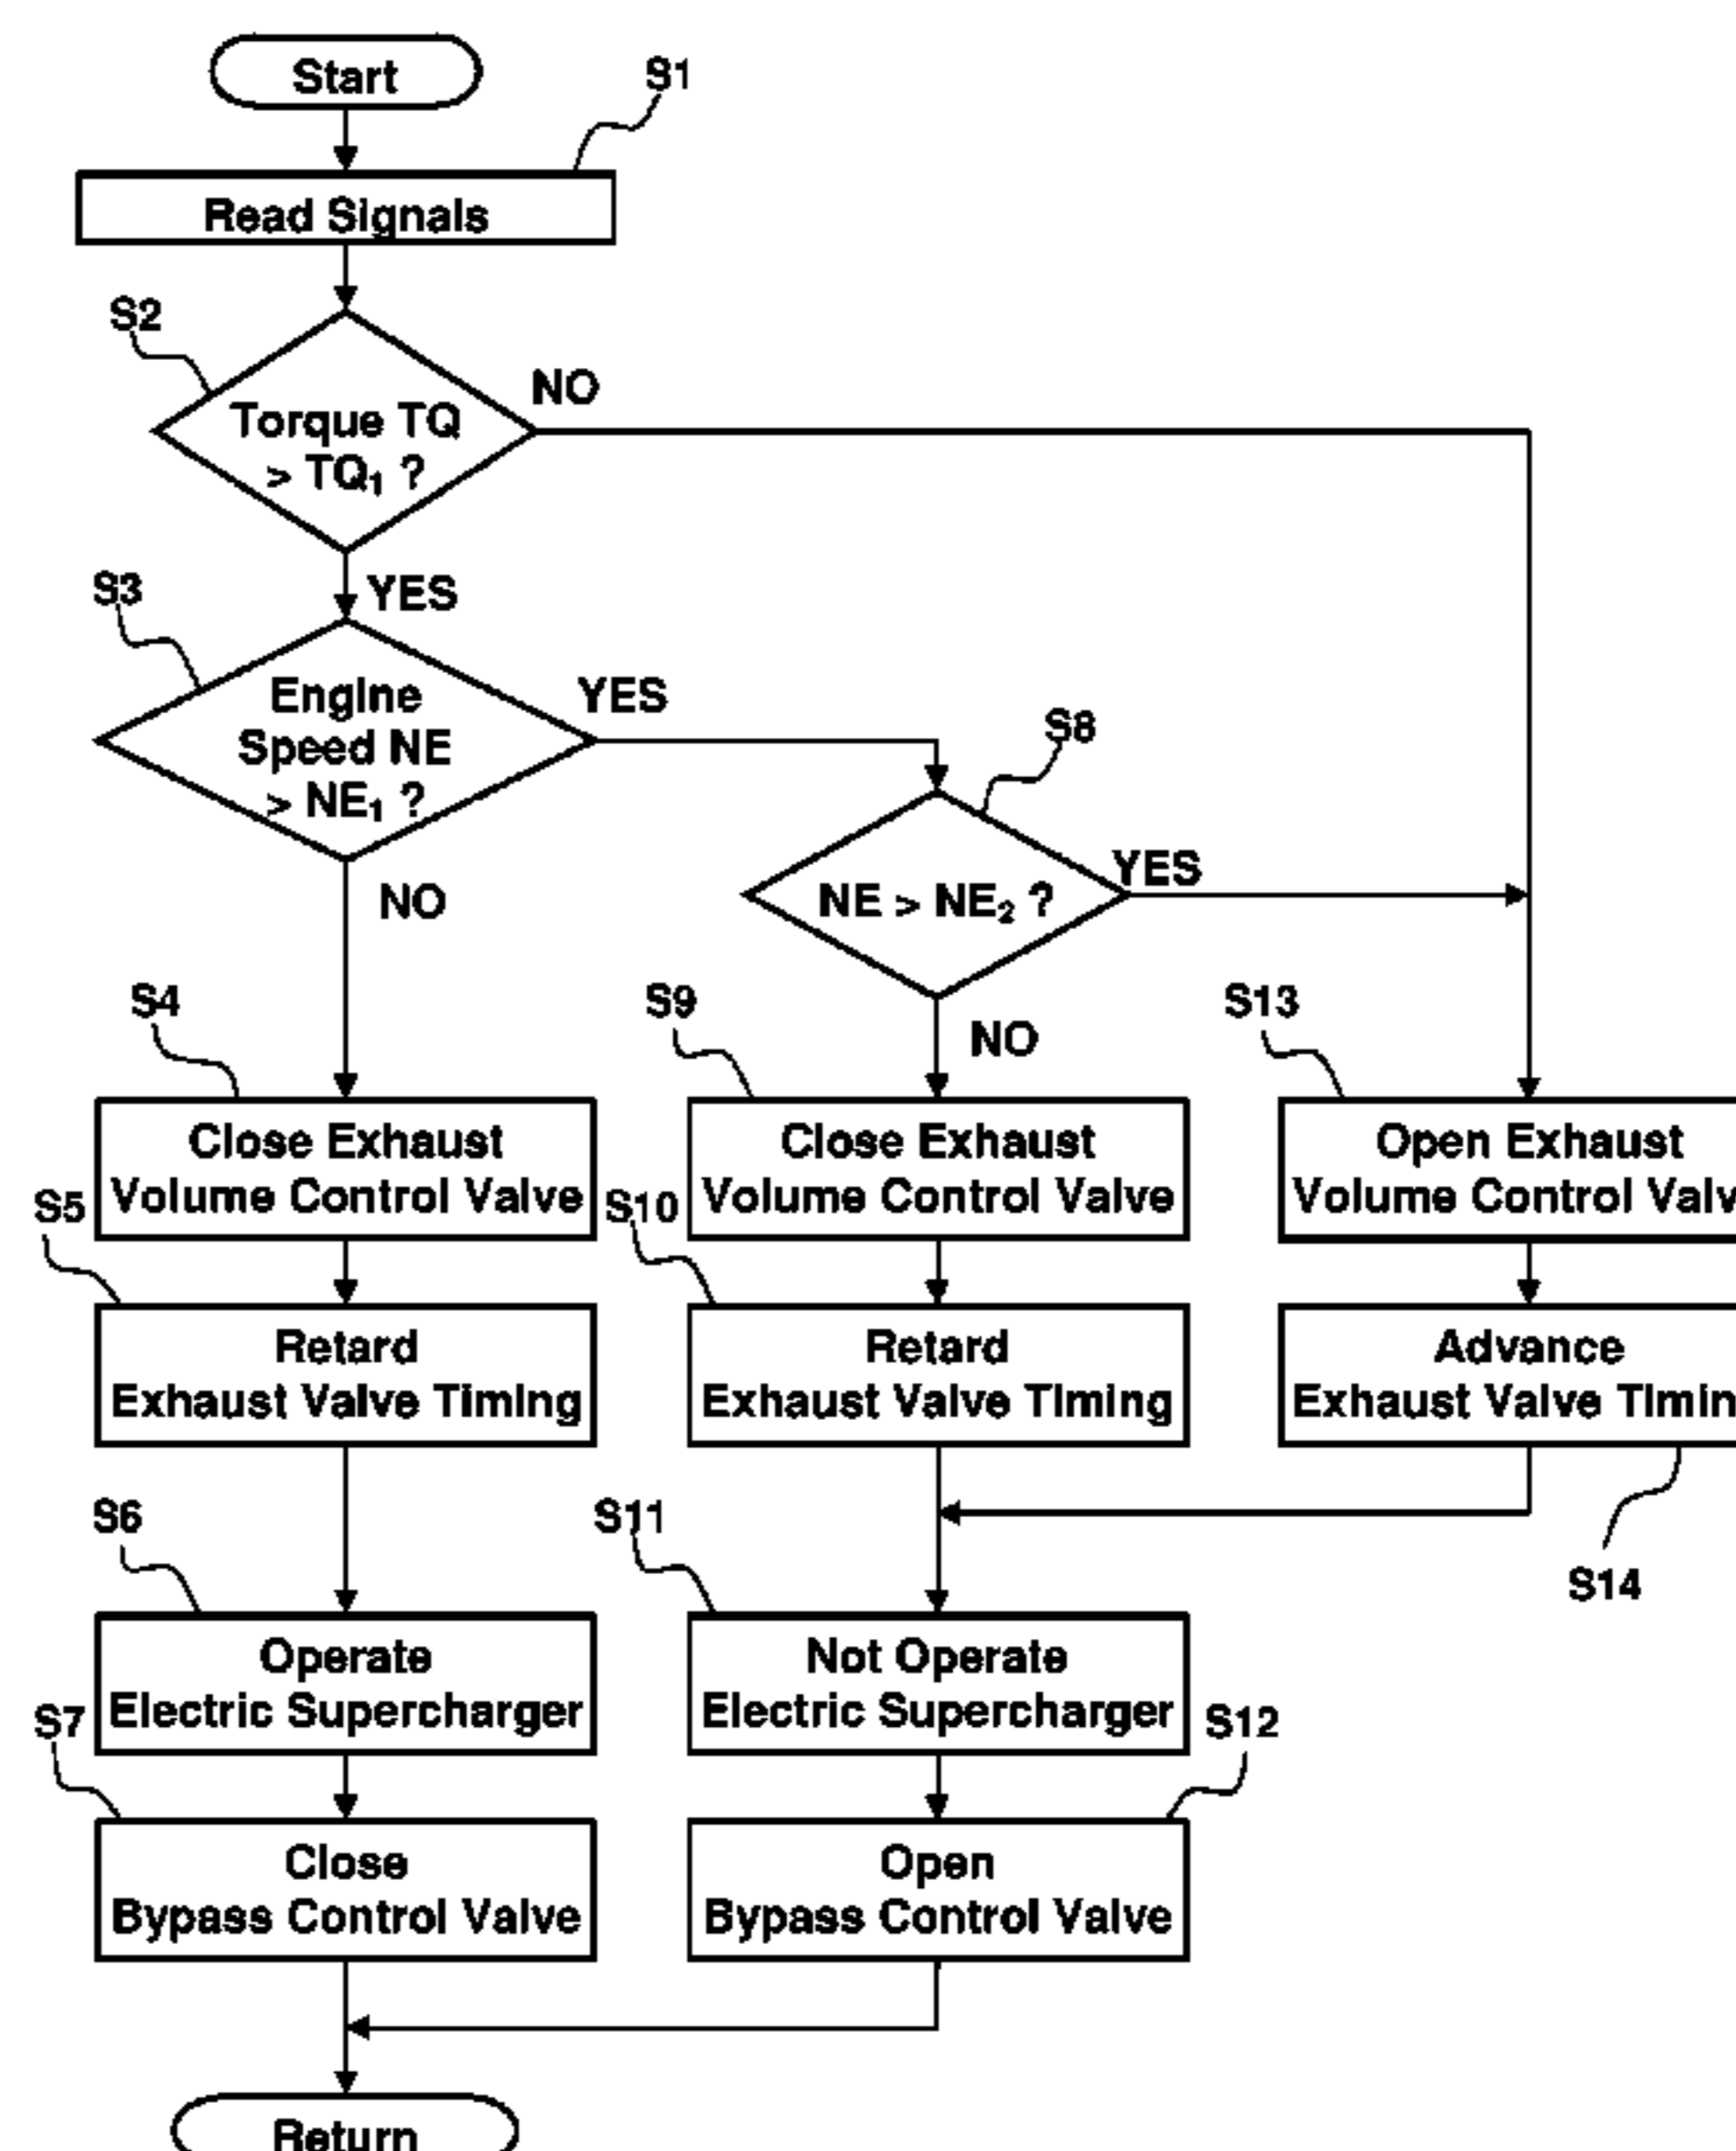 Start
S1
Read Signals
S2
NO
Torque TQ
> TQ₁ ?
S3
YES
Engine
Speed NE
> NE₁ ?
YES
S8
NO
NE > NE₂ ?
YES
S4
S9
NO
S13
Close Exhaust
Volume Control Valve
Close Exhaust
Volume Control Valve
Open Exhaust
Volume Control Valv
S5
S10
Retard
Exhaust Valve Timing
Retard
Exhaust Valve Timing
Advance
Exhaust Valve Timin
S6
S11
S14
Operate
Electric Supercharger
Not Operate
Electric Supercharger
S7
S12
Close
Bypass Control Valve
Open
Bypass Control Valve
Return